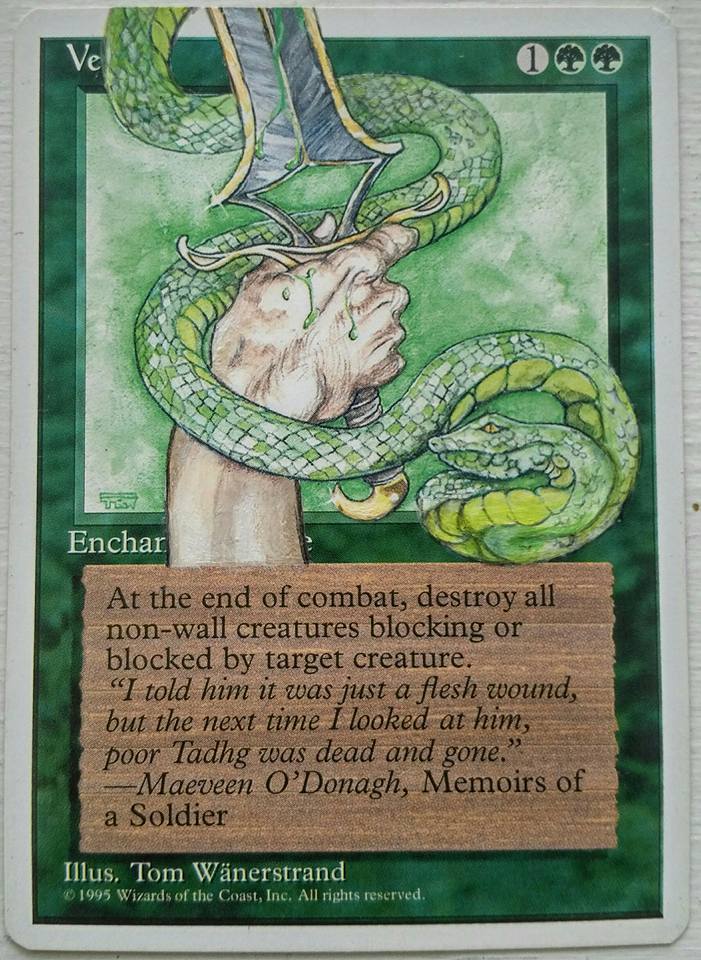 Ve
1
Enchan e
At the end of combat, destroy all
non-wall creatures blocking or
blocked by target creature.
“I told him it was just a flesh wound,
but the next time I looked at him,
poor Tadhg was dead and gone.”
—Maeveen O’Donagh, Memoirs of
a Soldier
Illus. Tom Wänerstrand
© 1995 Wizards of the Coast, Inc. All rights reserved.